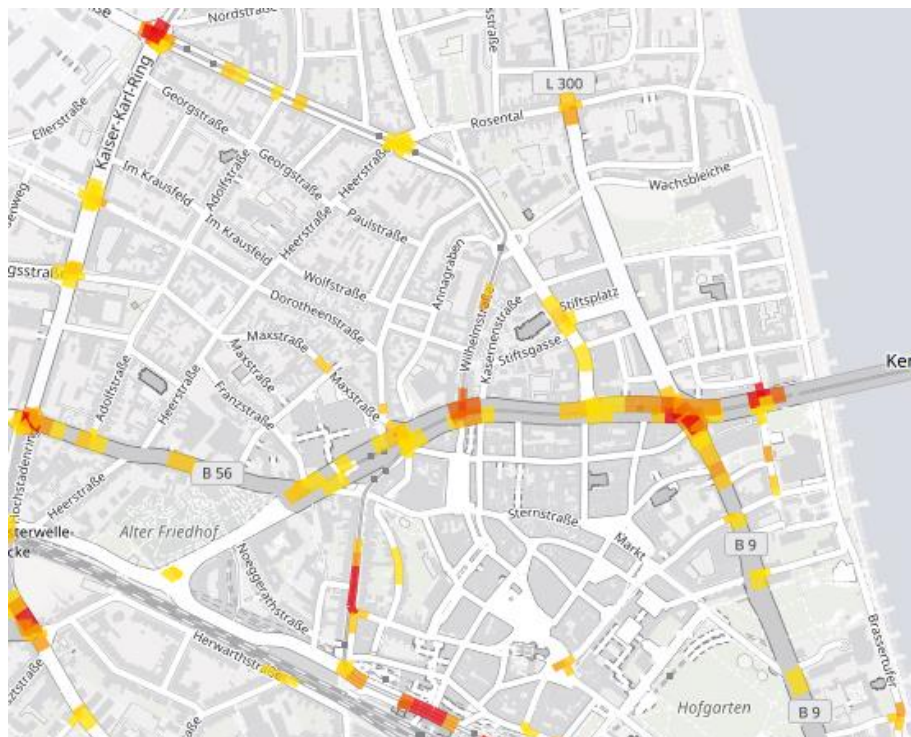 Nordstraße
Kaiser-Karl-Ring
Ellerstraße
Georgstraße
L 300
Rosental
Wachsbleiche
Im Krausfeld
Adolfstraße
Georgstraße
Heerstraße
Paulstraße
Im Krausfeld
Heerstraße
Wolfstraße
Annagraben
Dorotheenstraße
Wilhelmstraße
Kasernenstraße
Stiftsplatz
Stiftsgasse
Maxstraße
Maxstraße
Maxstraße
Franzstraße
Adolfstraße
Heerstraße
B 56
Heerstraße
Alter Friedhof
Sternstraße
Markt
B 9
Noeggerathstraße
Herwarthstraße
Brassertufer
Hofgarten
B 9